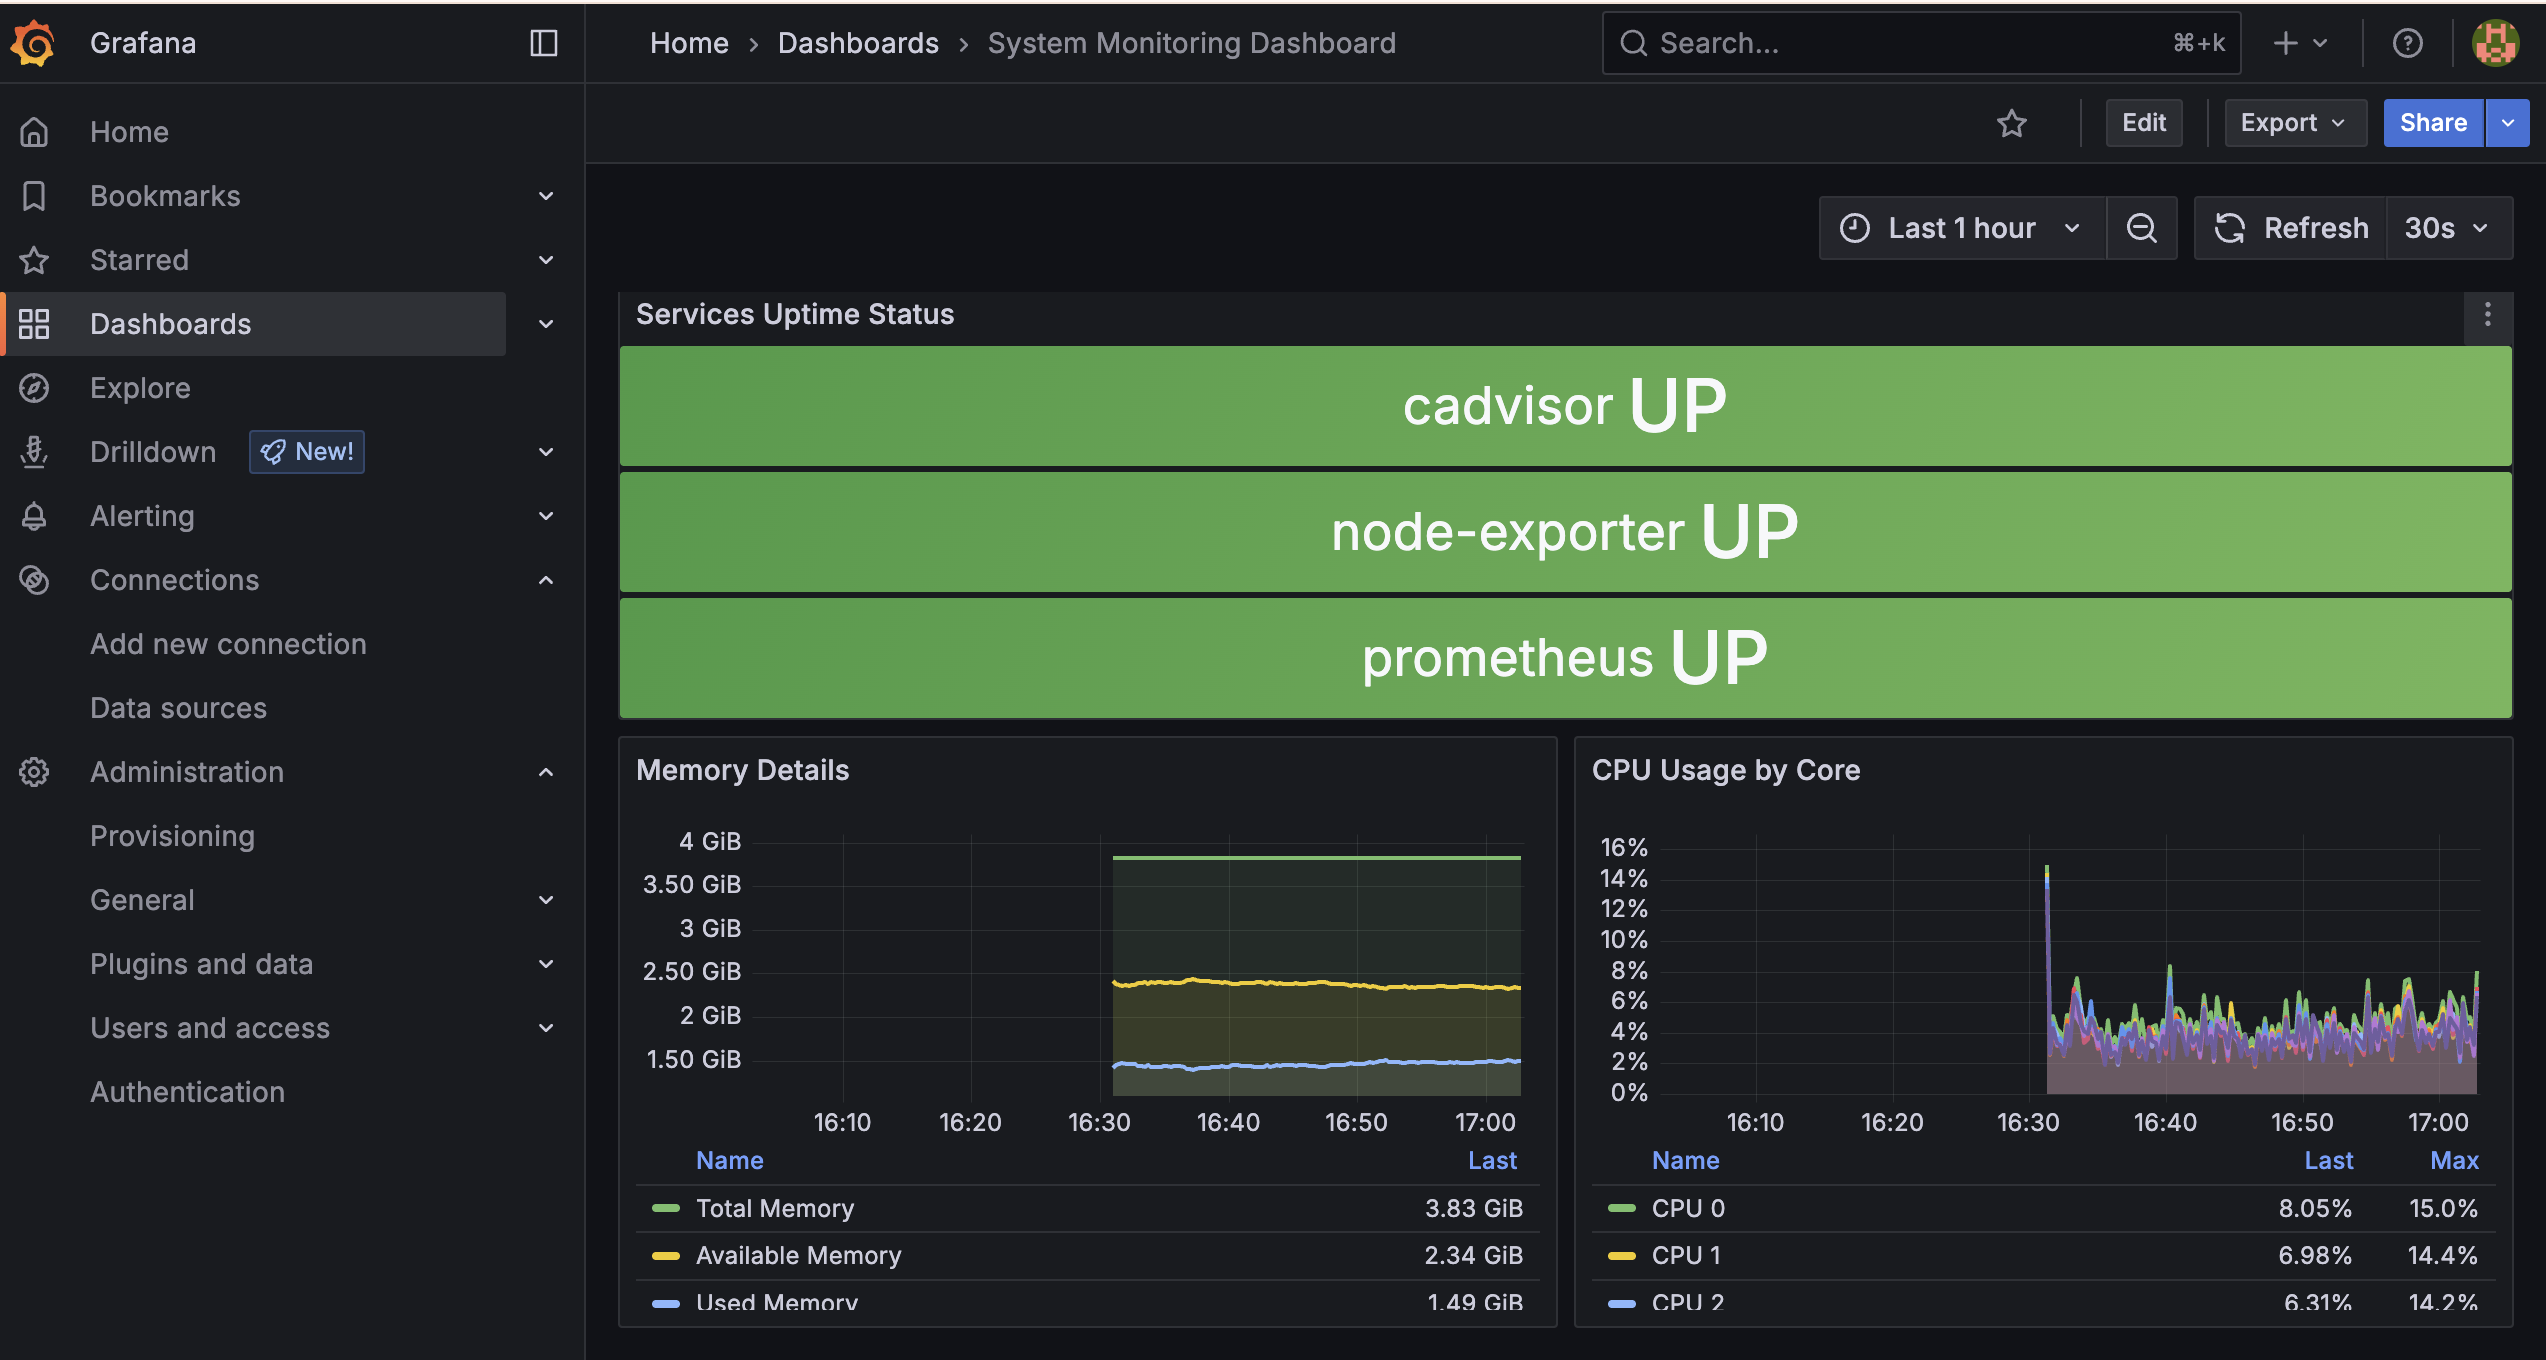 Grafana
Home › Dashboards › System Monitoring Dashboard
Search...
⌘+k
Edit
Export
Share
Home
Bookmarks
Starred
Dashboards
Explore
Drilldown
New!
Alerting
Connections
Add new connection
Data sources
Administration
Provisioning
General
Plugins and data
Users and access
Authentication
Last 1 hour
Refresh
30s
Services Uptime Status
cadvisor UP
node-exporter UP
prometheus UP
Memory Details
4 GiB
3.50 GiB
3 GiB
2.50 GiB
2 GiB
1.50 GiB
16:10 16:20 16:30 16:40 16:50 17:00
Name Last
Total Memory 3.83 GiB
Available Memory 2.34 GiB
Used Memory 1.49 GiB
CPU Usage by Core
16%
14%
12%
10%
8%
6%
4%
2%
0%
16:10 16:20 16:30 16:40 16:50 17:00
Name Last Max
CPU 0 8.05% 15.0%
CPU 1 6.98% 14.4%
CPU 2 6.31% 14.2%